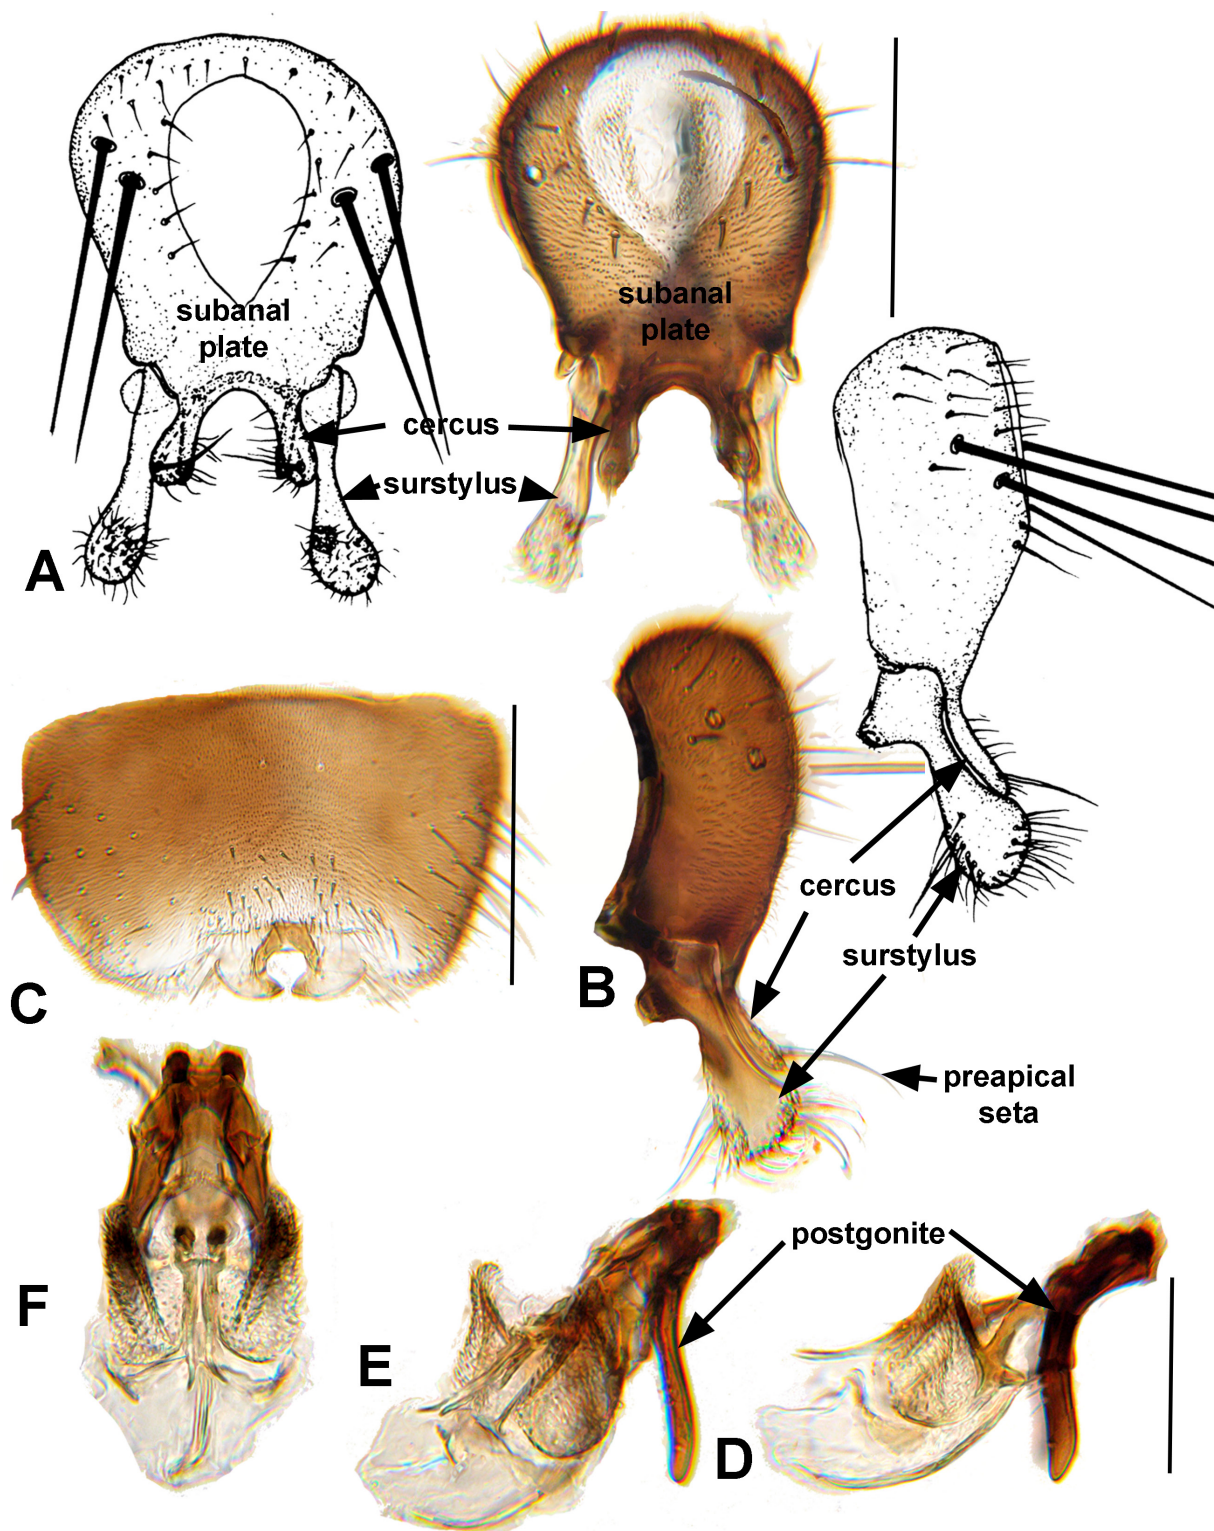 subanal
plate
subanal
plate
cercus
surstylus
A
cercus
surstylus
B
C
preapical
seta
postgonite
F
E
D